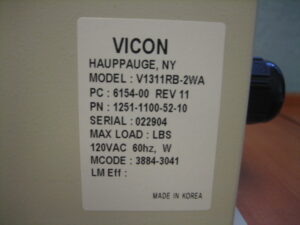 VICON
HAUPPAUGE, NY
MODEL : V1311RB-2WA
PC : 6154-00 REV 11
PN : 1251-1100-52-10
SERIAL : 022904
MAX LOAD : LBS
120VAC 60hz, W
MCODE : 3884-3041
LM Eff :
MADE IN KOREA